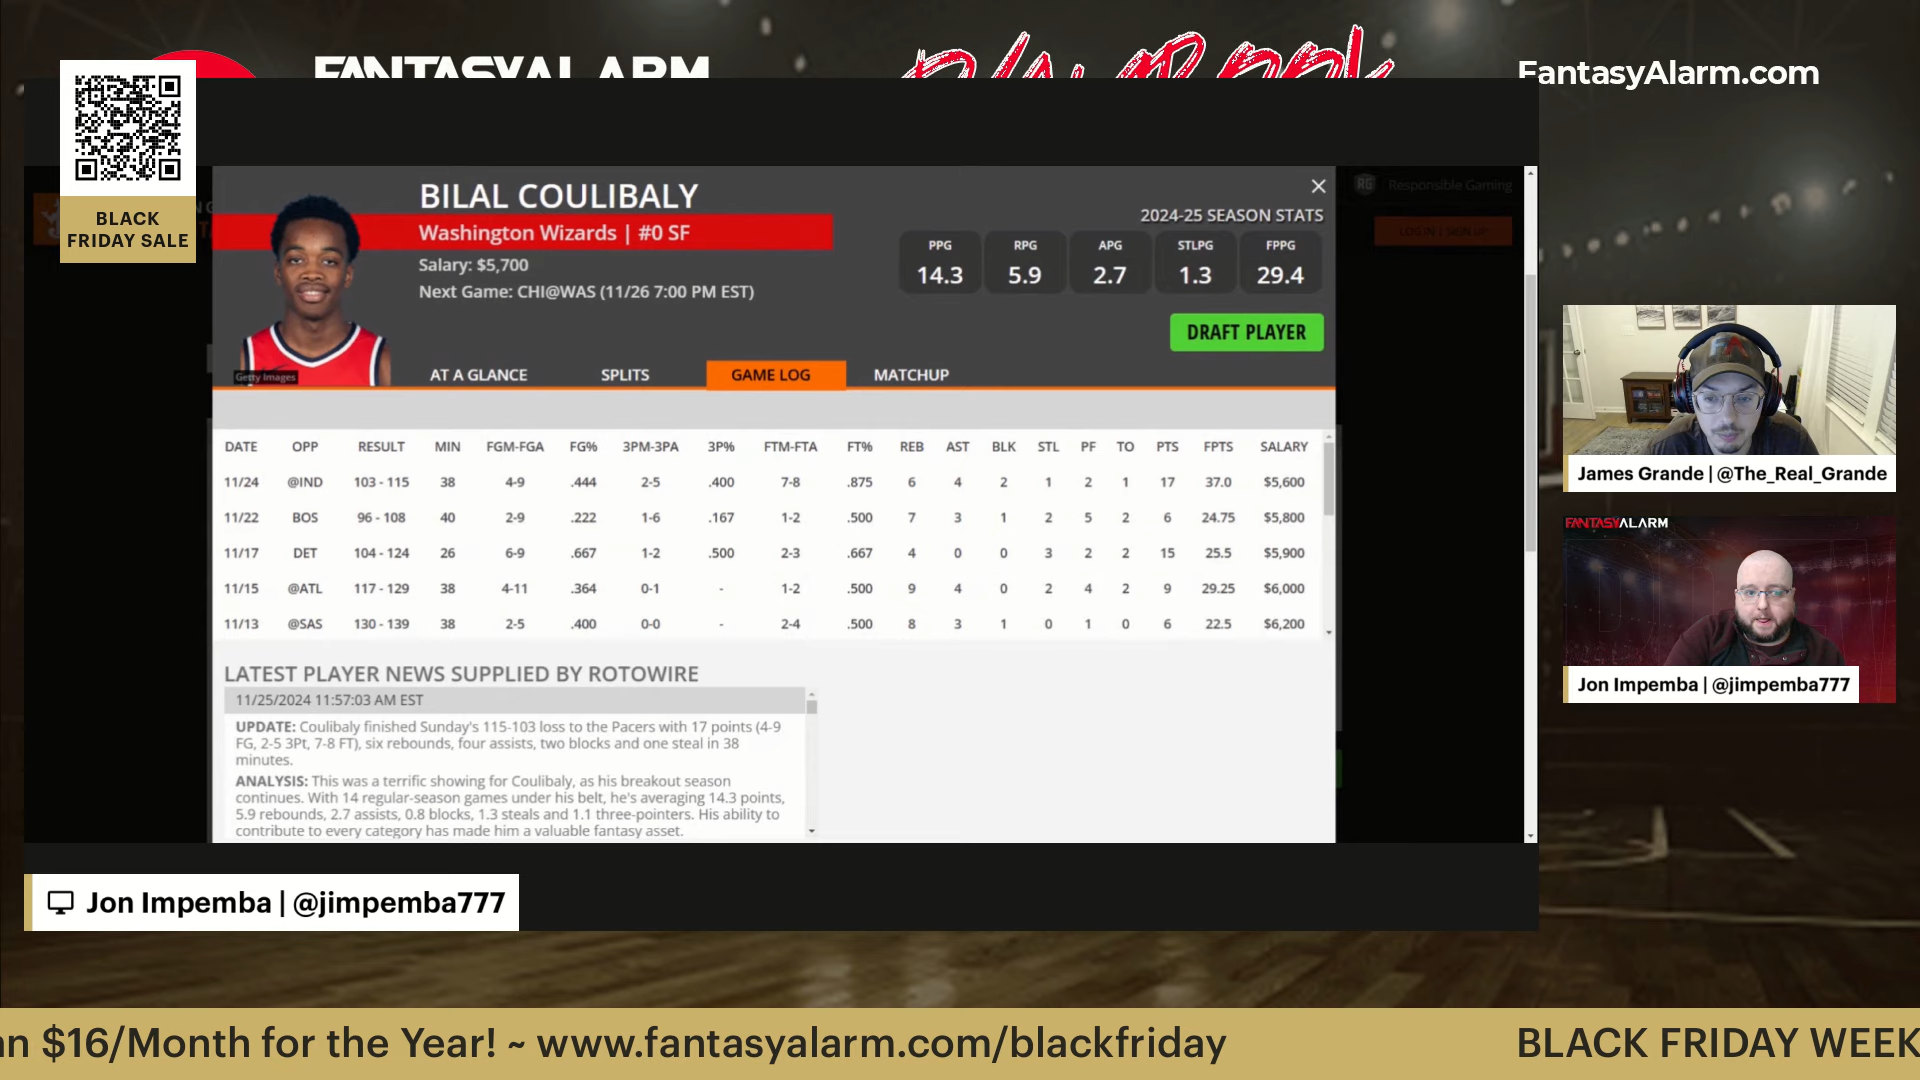 FANTASYALARM
PLAYERPOOL
FantasyAlarm.com
BLACK
FRIDAY SALE
BILAL COULIBALY
Washington Wizards | #0 SF
Salary: $5,700
Next Game: CHI@WAS (11/26 7:00 PM EST)
Getty Images
2024-25 SEASON STATS
PPG RPG APG STLPG FPPG
14.3 5.9 2.7 1.3 29.4
DRAFT PLAYER
RG Responsible Gaming
LOG IN | SIGN UP
AT A GLANCE SPLITS GAME LOG MATCHUP
DATE OPP RESULT MIN FGM-FGA FG% 3PM-3PA 3P% FTM-FTA FT% REB AST BLK STL PF TO PTS FPTS SALARY
11/24 @IND 103 - 115 38 4-9 .444 2-5 .400 7-8 .875 6 4 2 1 2 1 17 37.0 $5,600
11/22 BOS 96 - 108 40 2-9 .222 1-6 .167 1-2 .500 7 3 1 2 5 2 6 24.75 $5,800
11/17 DET 104 - 124 26 6-9 .667 1-2 .500 2-3 .667 4 0 0 3 2 2 15 25.5 $5,900
11/15 @ATL 117 - 129 38 4-11 .364 0-1 - 1-2 .500 9 4 0 2 4 2 9 29.25 $6,000
11/13 @SAS 130 - 139 38 2-5 .400 0-0 - 2-4 .500 8 3 1 0 1 0 6 22.5 $6,200
LATEST PLAYER NEWS SUPPLIED BY ROTOWIRE
11/25/2024 11:57:03 AM EST
UPDATE: Coulibaly finished Sunday's 115-103 loss to the Pacers with 17 points (4-9
FG, 2-5 3Pt, 7-8 FT), six rebounds, four assists, two blocks and one steal in 38
minutes.
ANALYSIS: This was a terrific showing for Coulibaly, as his breakout season
continues. With 14 regular-season games under his belt, he's averaging 14.3 points,
5.9 rebounds, 2.7 assists, 0.8 blocks, 1.3 steals and 1.1 three-pointers. His ability to
contribute to every category has made him a valuable fantasy asset.
FA
James Grande | @The_Real_Grande
FANTASYALARM
Jon Impemba | @jimpemba777
Jon Impemba | @jimpemba777
an $16/Month for the Year! ~ www.fantasyalarm.com/blackfriday BLACK FRIDAY WEEK